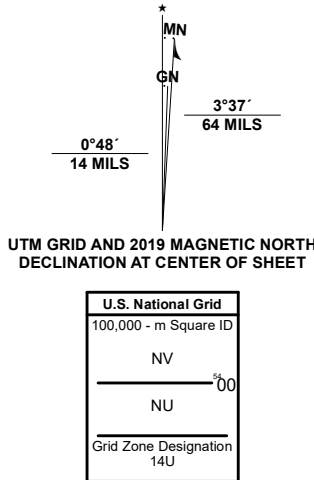 ★
MN
GN
3°37´
64 MILS
0°48´
14 MILS
UTM GRID AND 2019 MAGNETIC NORTH
DECLINATION AT CENTER OF SHEET
U.S. National Grid
100,000 - m Square ID
NV
54 00
NU
Grid Zone Designation
14U